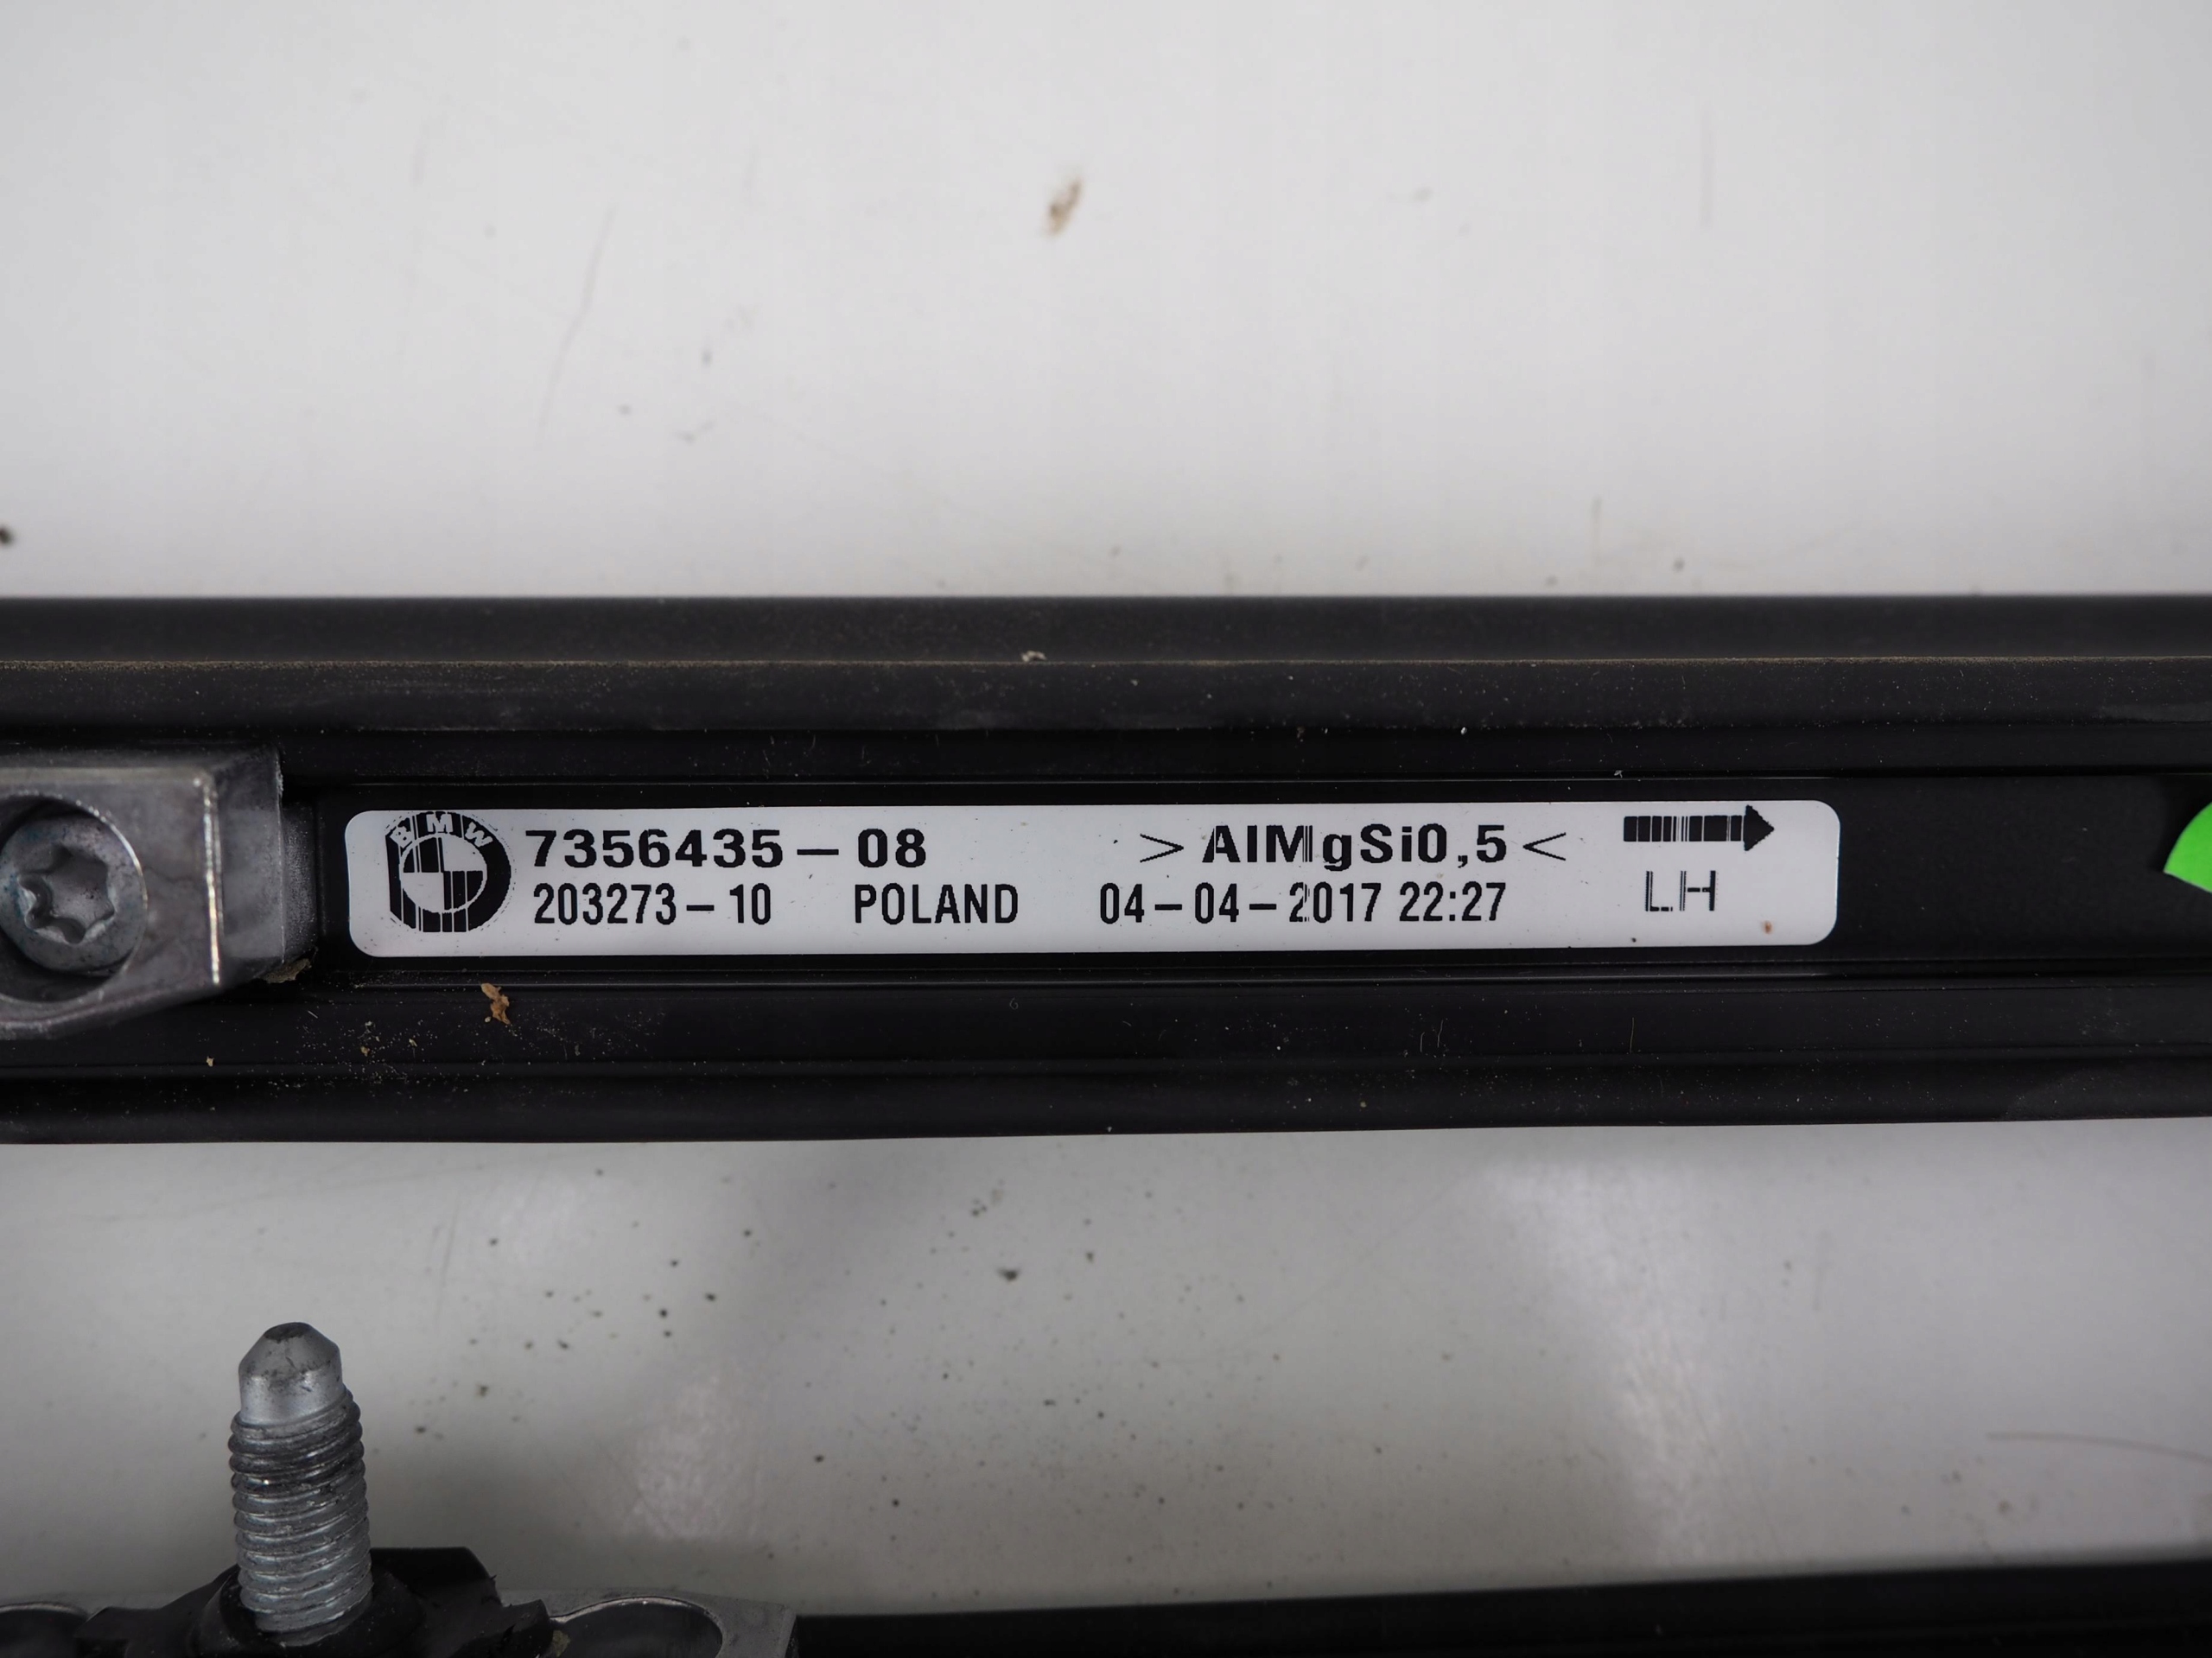 BMW 7356435-08 >AlMgSi0,5<
203273-10 POLAND 04-04-2017 22:27 LH